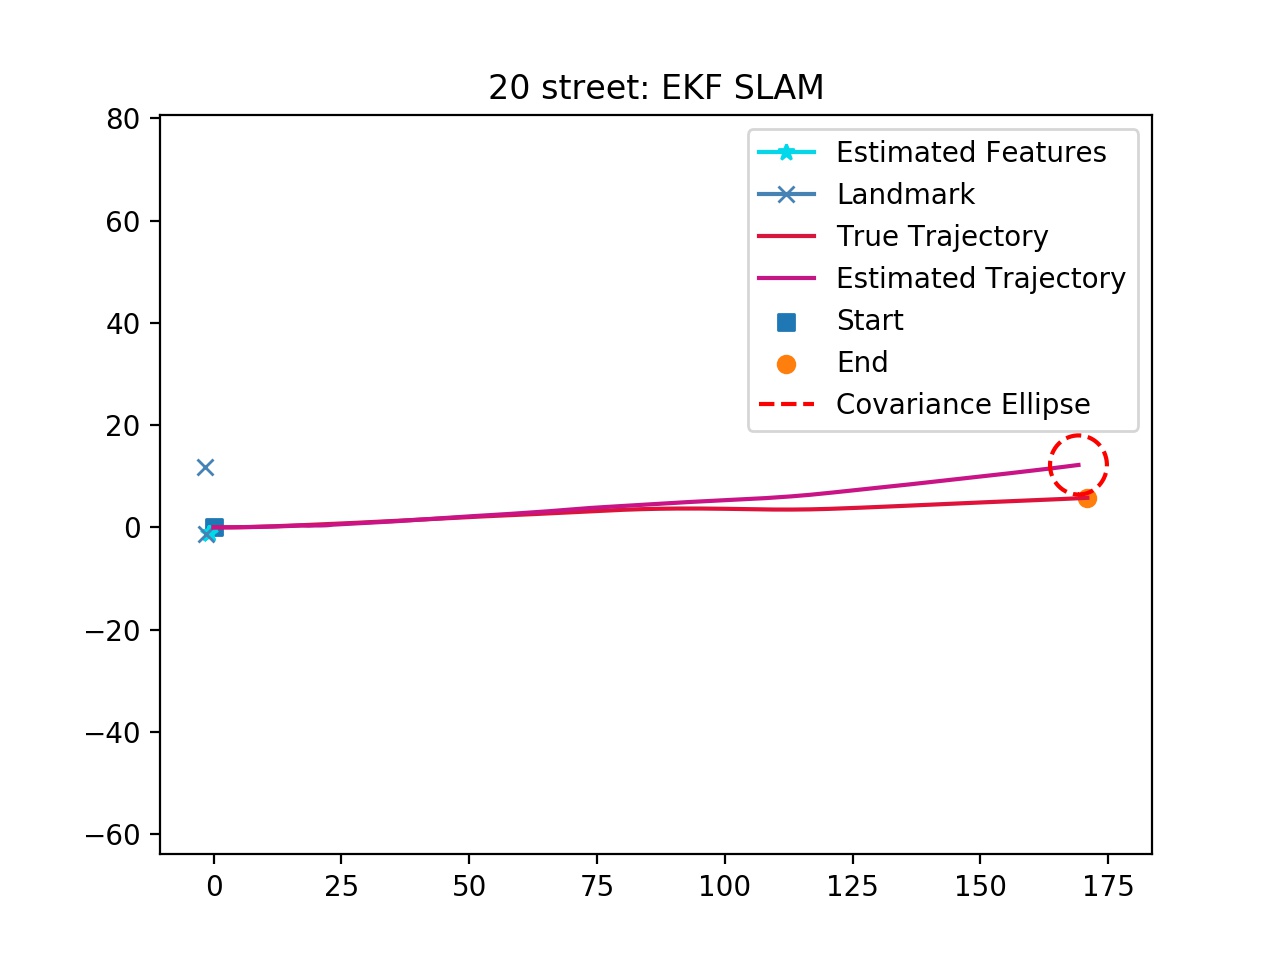 20 street: EKF SLAM
80
60
40
20
0
−20
−40
−60
Estimated Features
Landmark
True Trajectory
Estimated Trajectory
Start
End
Covariance Ellipse
0 25 50 75 100 125 150 175